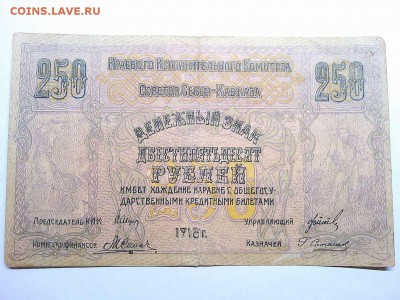 COINS.LAVE.RU
Краевого Исполнительного Комитета
Советов Север-Кавказа
250 250
ДЕНЕЖНЫЙ ЗНАК
ДВЕСТИПЯТЬДЕСЯТ
РУБЛЕЙ
ИМЕЕТ ХОЖДЕНИЕ НАРАВНЕ С ОБЩЕГОСУ-
ДАРСТВЕННЫМИ КРЕДИТНЫМИ БИЛЕТАМИ
Председатель КИК Управляющий
Комиссар финансов Казначей
1918 г.